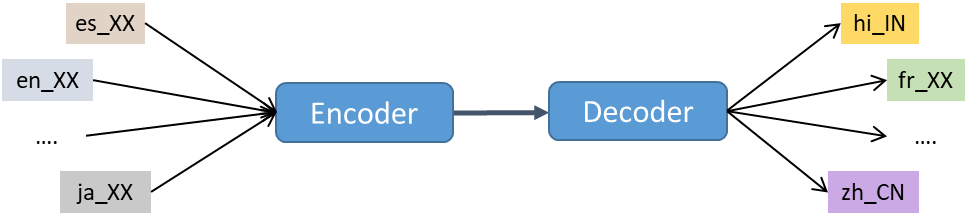 es_XX
en_XX
....
ja_XX
Encoder
Decoder
hi_IN
fr_XX
....
zh_CN